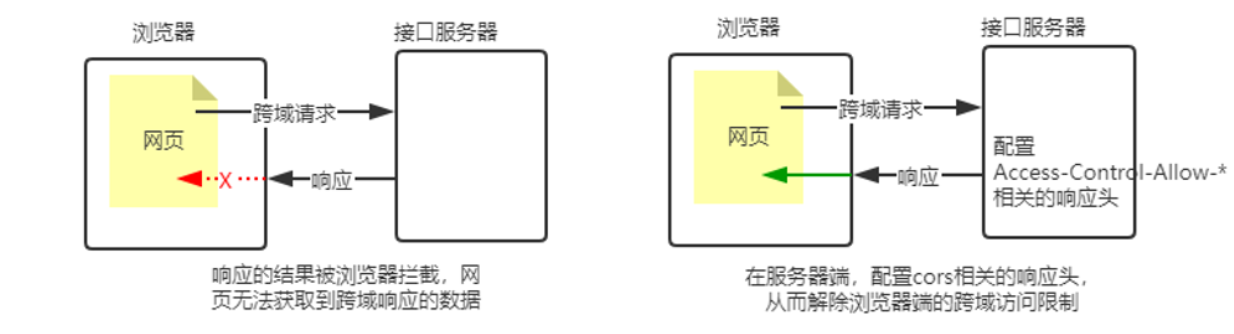 浏览器
接口服务器
跨域请求
网页
X
响应
响应的结果被浏览器拦截，网
页无法获取到跨域响应的数据
浏览器
接口服务器
跨域请求
网页
响应
配置
Access-Control-Allow-*
相关的响应头
在服务器端，配置cors相关的响应头，
从而解除浏览器端的跨域访问限制